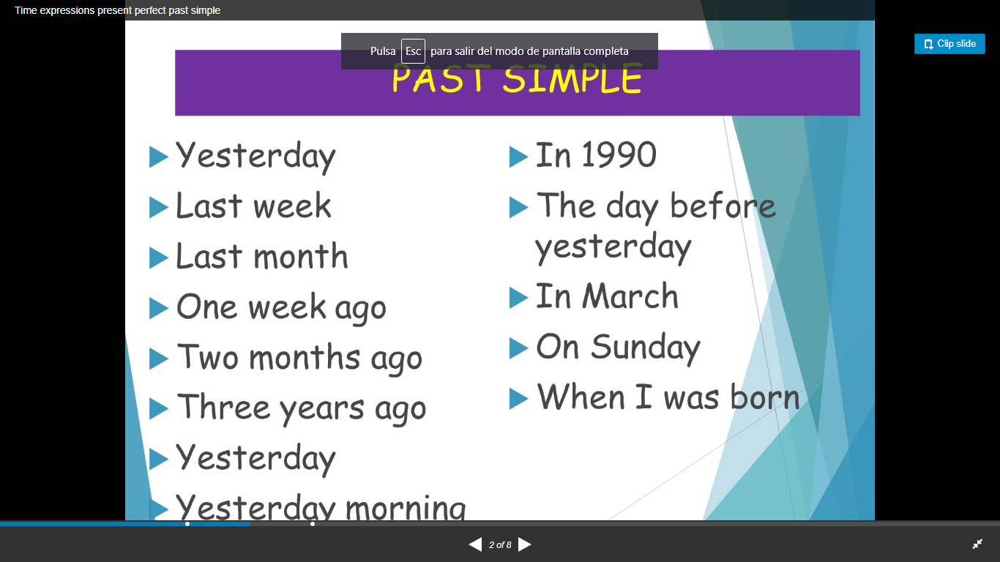 Time expressions present perfect past simple
Clip slide
Pulsa Esc para salir del modo de pantalla completa
PAST SIMPLE
Yesterday
Last week
Last month
One week ago
Two months ago
Three years ago
Yesterday
Yesterday morning
In 1990
The day before
yesterday
In March
On Sunday
When I was born
2 of 8